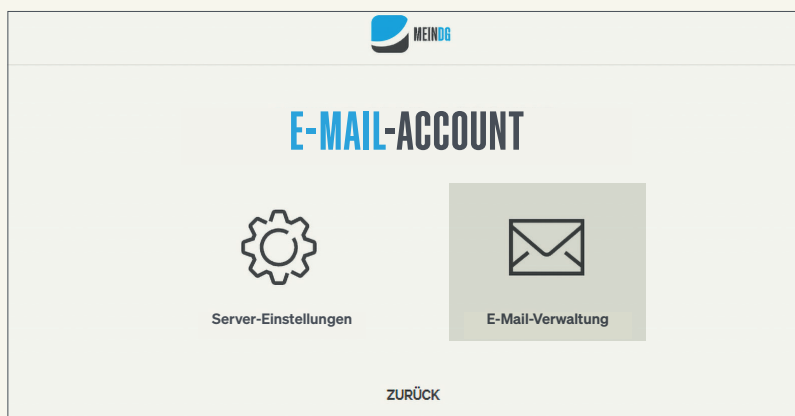 MEINDG
E-MAIL-ACCOUNT
Server-Einstellungen
E-Mail-Verwaltung
ZURÜCK